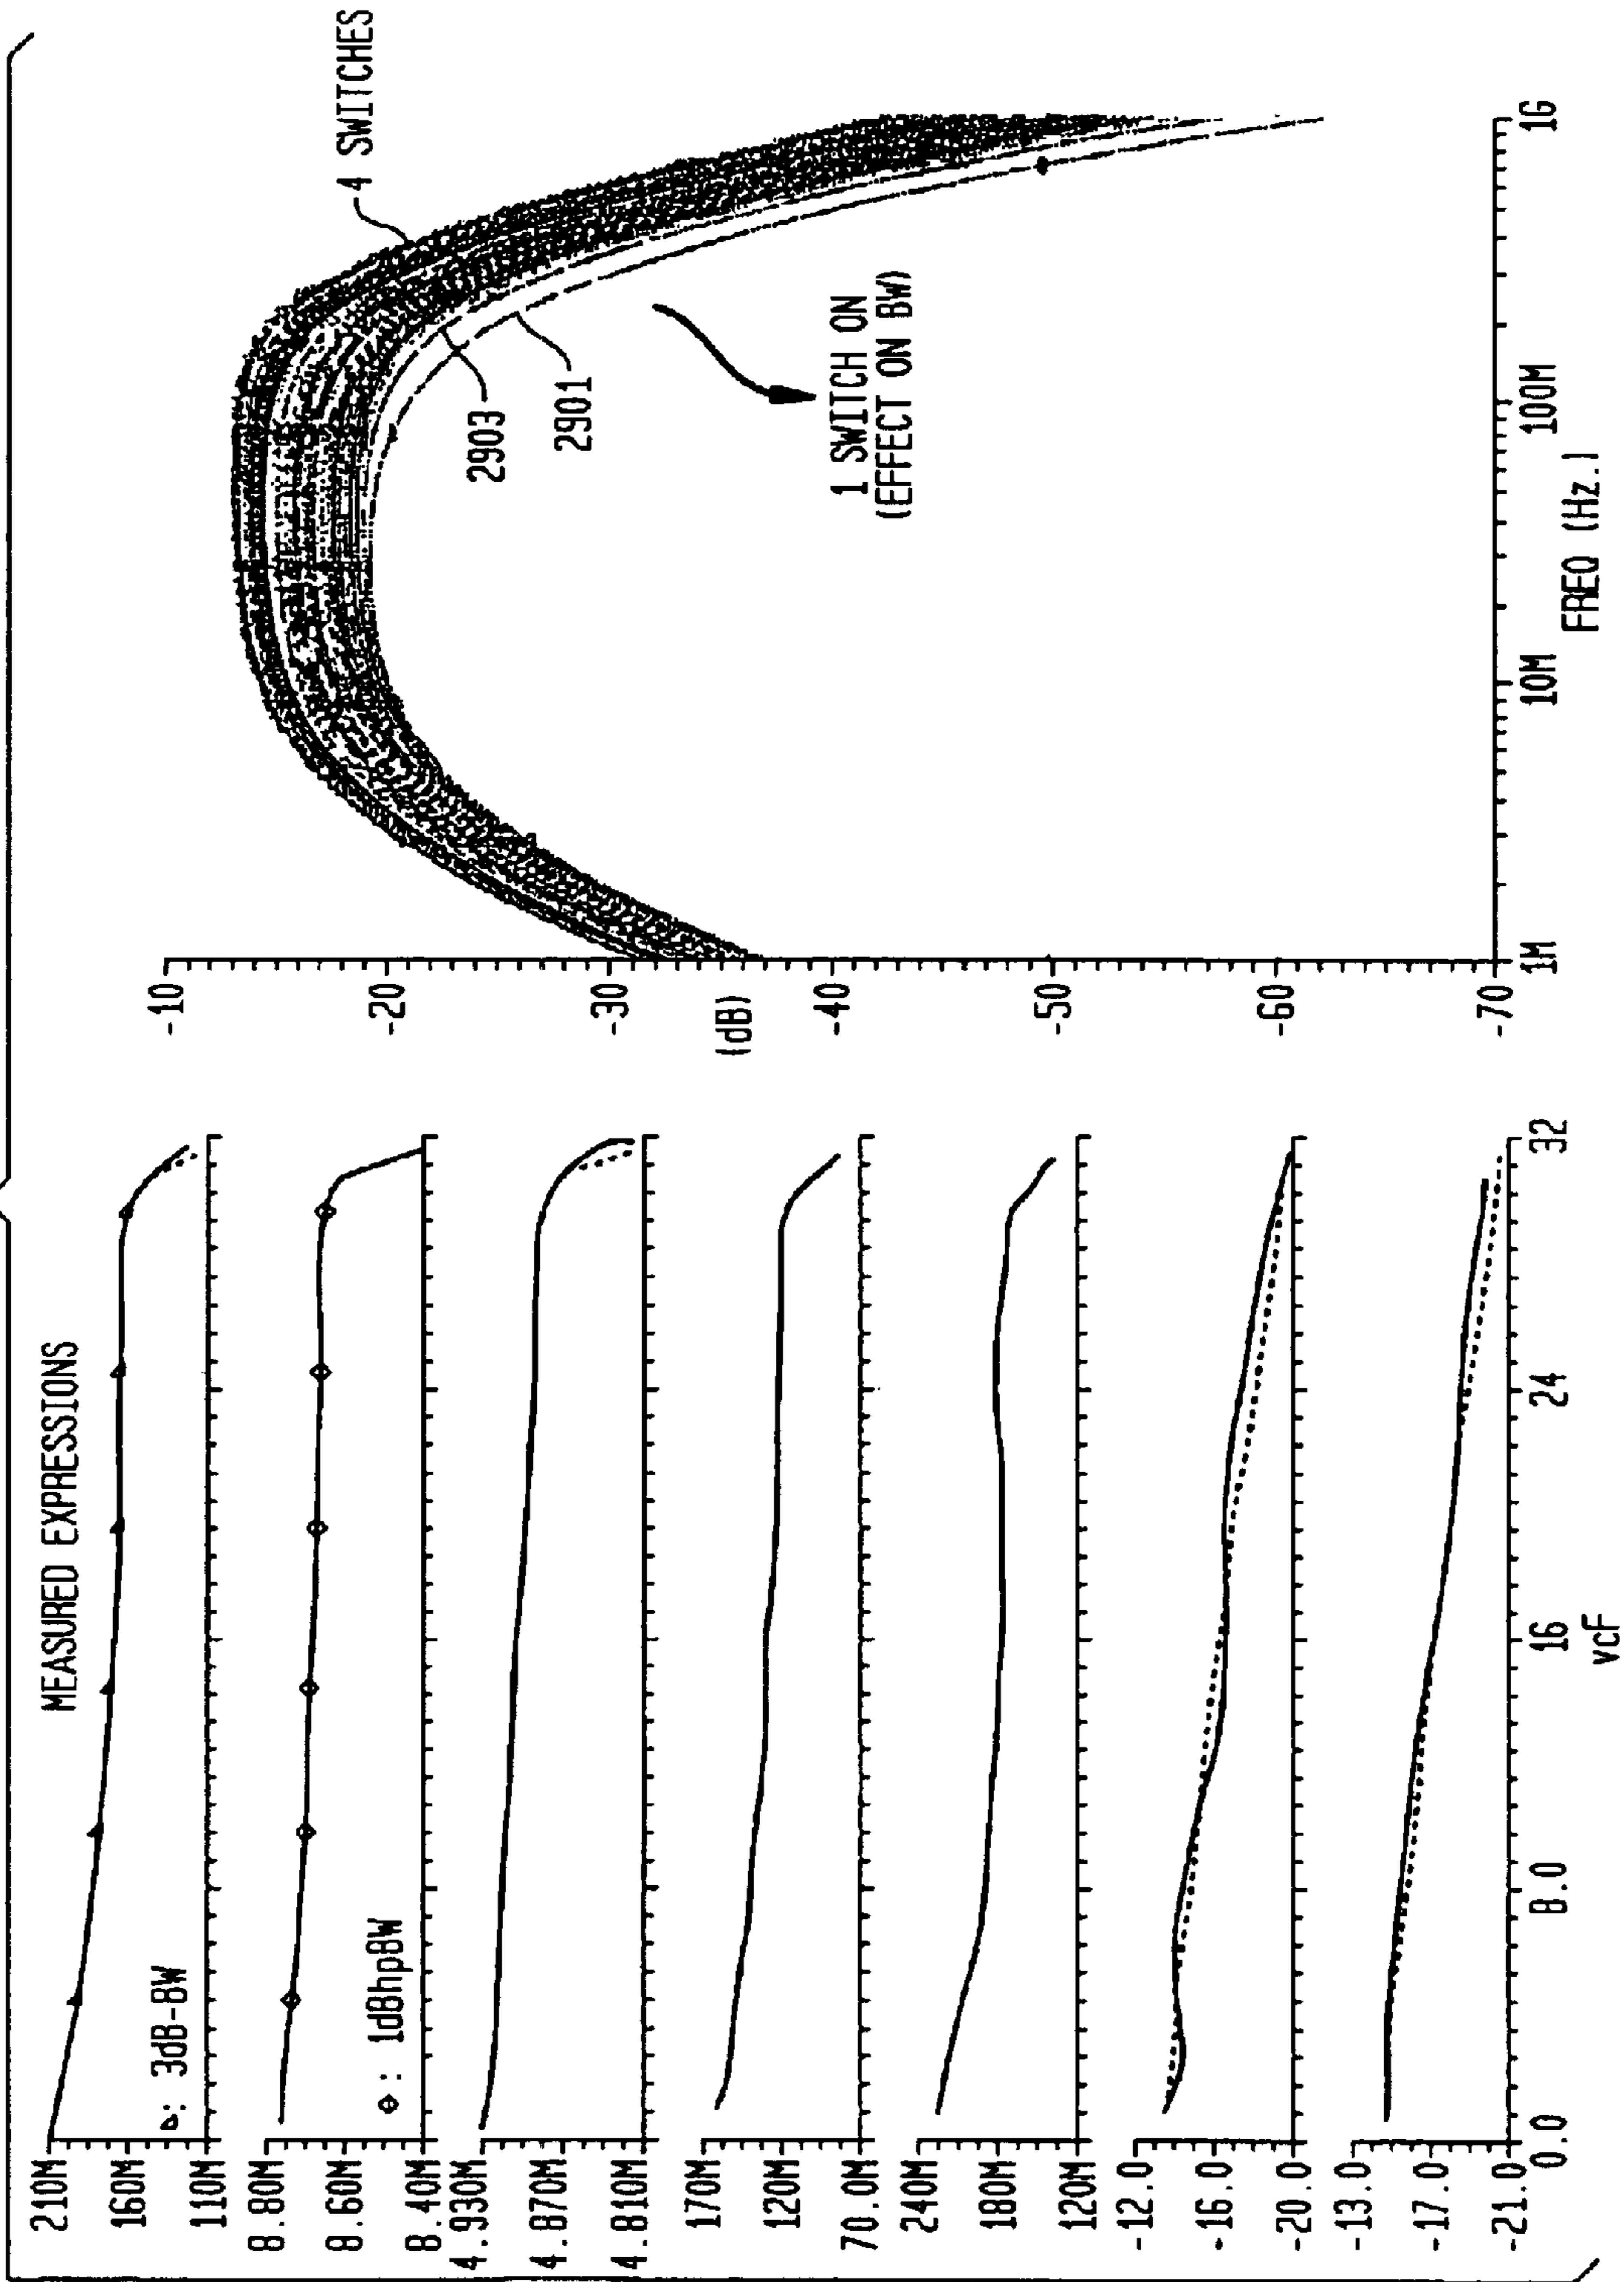 MEASURED EXPRESSIONS
210M
160M
110M
: 3dB-BW
8.80M
8.60M
8.40M
: 1dBhpBW
4.930M
4.870M
4.810M
170M
120M
70.0M
240M
180M
120M
-12.0
-16.0
-20.0
-13.0
-17.0
-21.0
0.0
8.0
16
24
32
vcF
-10
-20
-30
(dB)
-40
-50
-60
-70
1M
10M
100M
1G
FREQ (Hz.)
4 SWITCHES
2903
2901
1 SWITCH ON
(EFFECT ON BW)